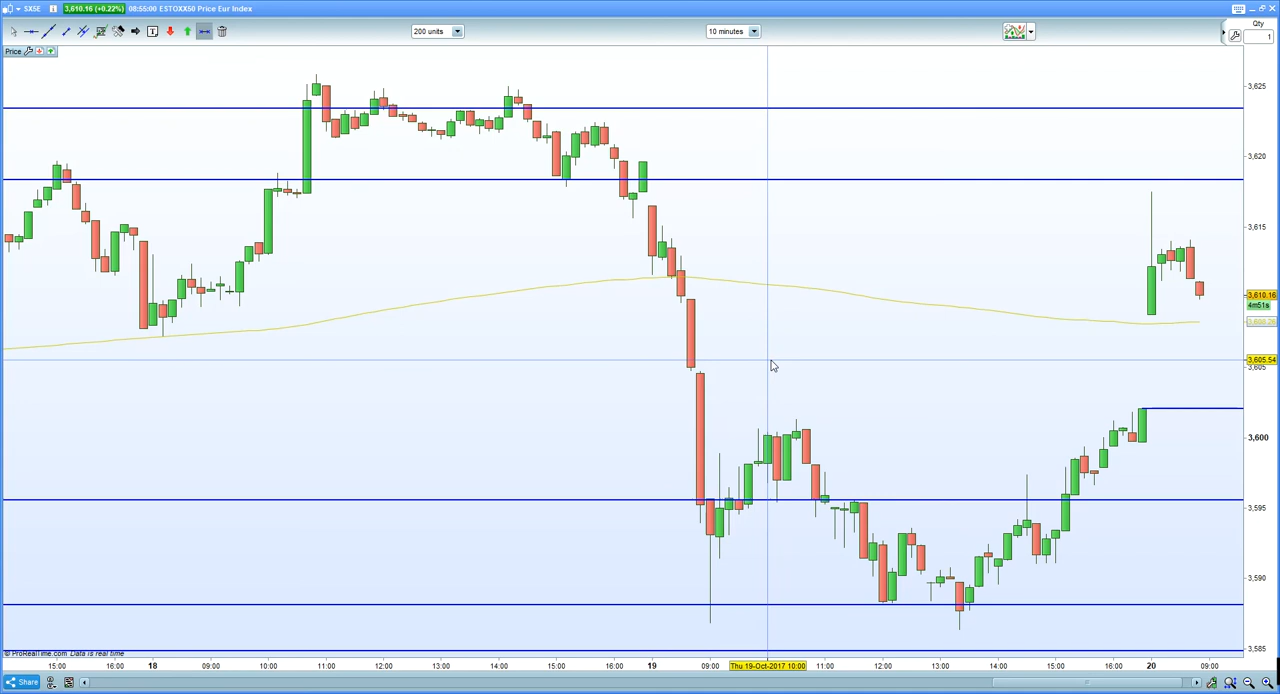 SX5E 3,610.16 (+0.22%) 08:55:00 ESTOXX50 Price Eur Index
200 units 10 minutes Qty
1
Price
3,625
3,620
3,615
3,610.16
4m51s
3,605.54
3,605
3,600
3,595
3,590
3,585
© ProRealTime.com Data is real time
15:00 16:00 18 09:00 10:00 11:00 12:00 13:00 14:00 15:00 16:00 19 09:00 Thu 19-Oct-2017 10:00 11:00 12:00 13:00 14:00 15:00 16:00 20 09:00
Share